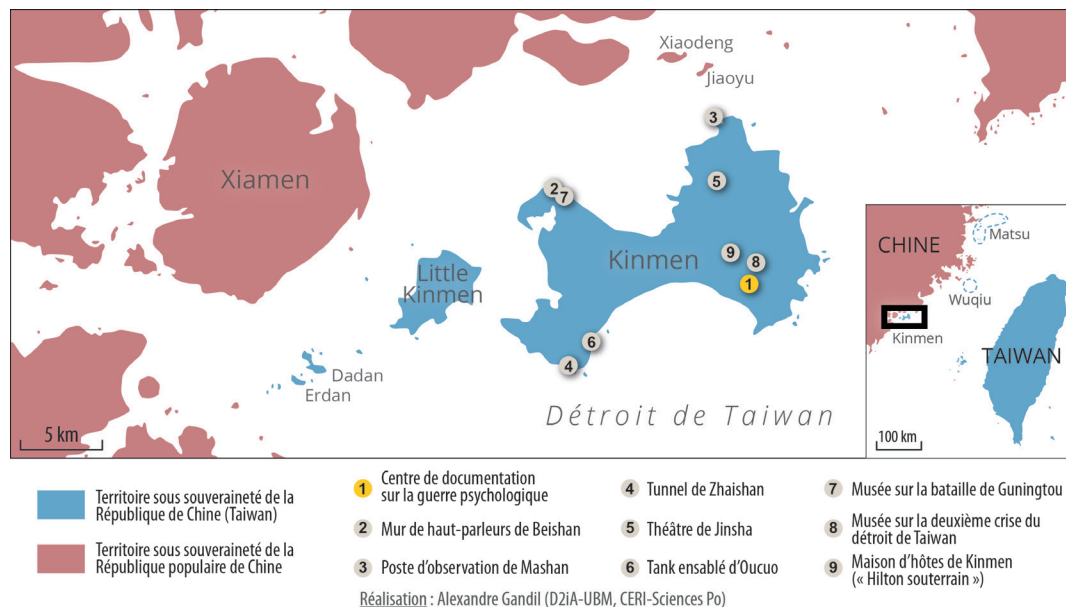 Xiaodeng
Jiaoyu
3
Xiamen
5
2
7
Kinmen
9
8
1
Little
Kinmen
6
4
Dadan
Erdan
Détroit de Taiwan
5 km
CHINE
Matsu
Wuqiu
Kinmen
TAIWAN
100 km
Territoire sous souveraineté de la
République de Chine (Taiwan)
Territoire sous souveraineté de la
République populaire de Chine
1 Centre de documentation
sur la guerre psychologique
2 Mur de haut-parleurs de Beishan
3 Poste d'observation de Mashan
4 Tunnel de Zhaishan
5 Théâtre de Jinsha
6 Tank ensablé d'Oucuo
7 Musée sur la bataille de Guningtou
8 Musée sur la deuxième crise du
détroit de Taiwan
9 Maison d'hôtes de Kinmen
(« Hilton souterrain »)
Réalisation : Alexandre Gandil (D2iA-UBM, CERI-Sciences Po)